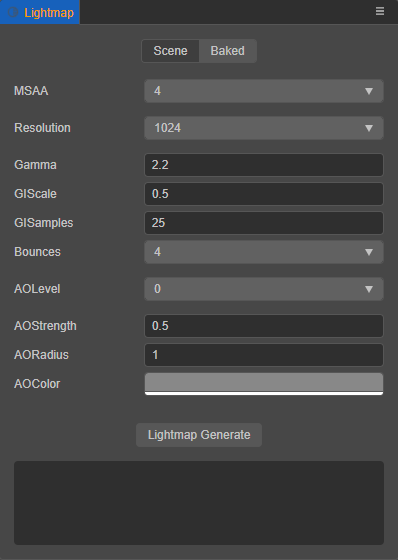 Lightmap
Scene Baked
MSAA 4
Resolution 1024
Gamma 2.2
GIScale 0.5
GISamples 25
Bounces 4
AOLevel 0
AOStrength 0.5
AORadius 1
AOColor
Lightmap Generate